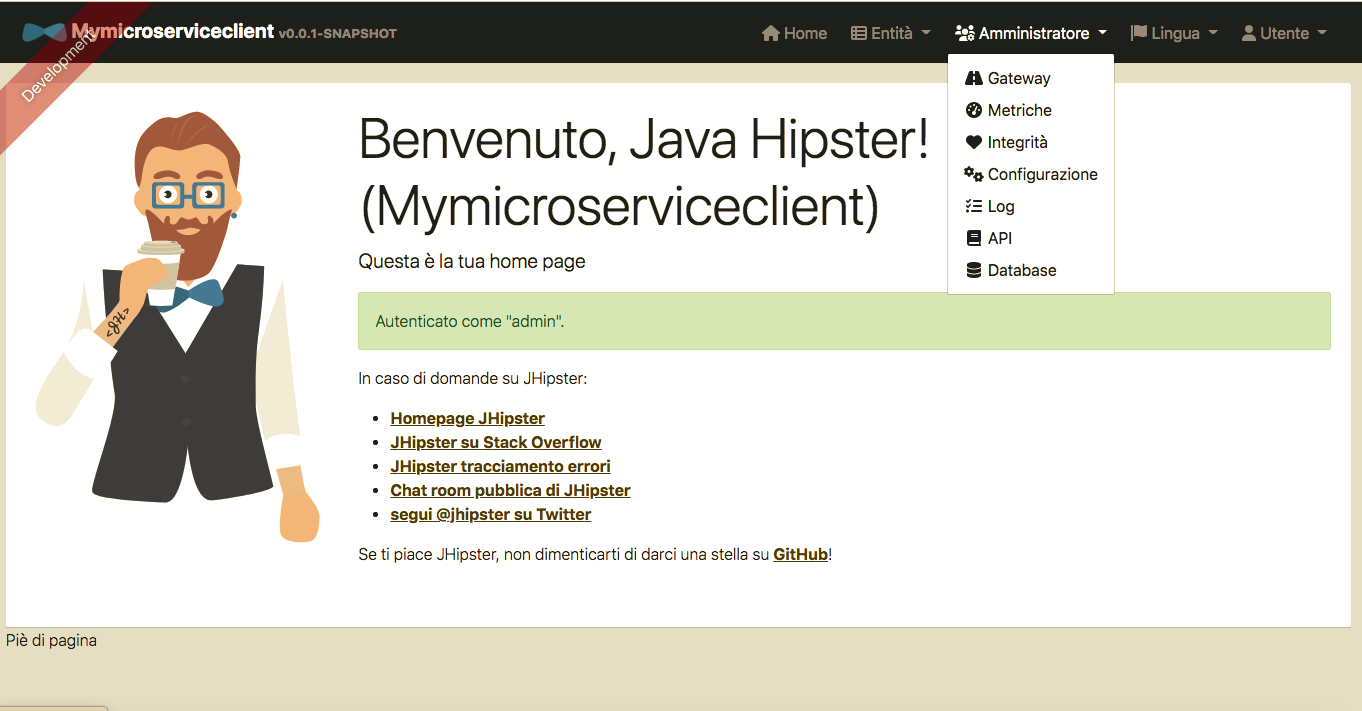 Mymicroserviceclient v0.0.1-SNAPSHOT
Home Entità Amministratore Lingua Utente
Development
Gateway
Metriche
Integrità
Configurazione
Log
API
Database
Benvenuto, Java Hipster!
(Mymicroserviceclient)
Questa è la tua home page
Autenticato come "admin".
In caso di domande su JHipster:
Homepage JHipster
JHipster su Stack Overflow
JHipster tracciamento errori
Chat room pubblica di JHipster
segui @jhipster su Twitter
Se ti piace JHipster, non dimenticarti di darci una stella su GitHub!
<JH>
Piè di pagina